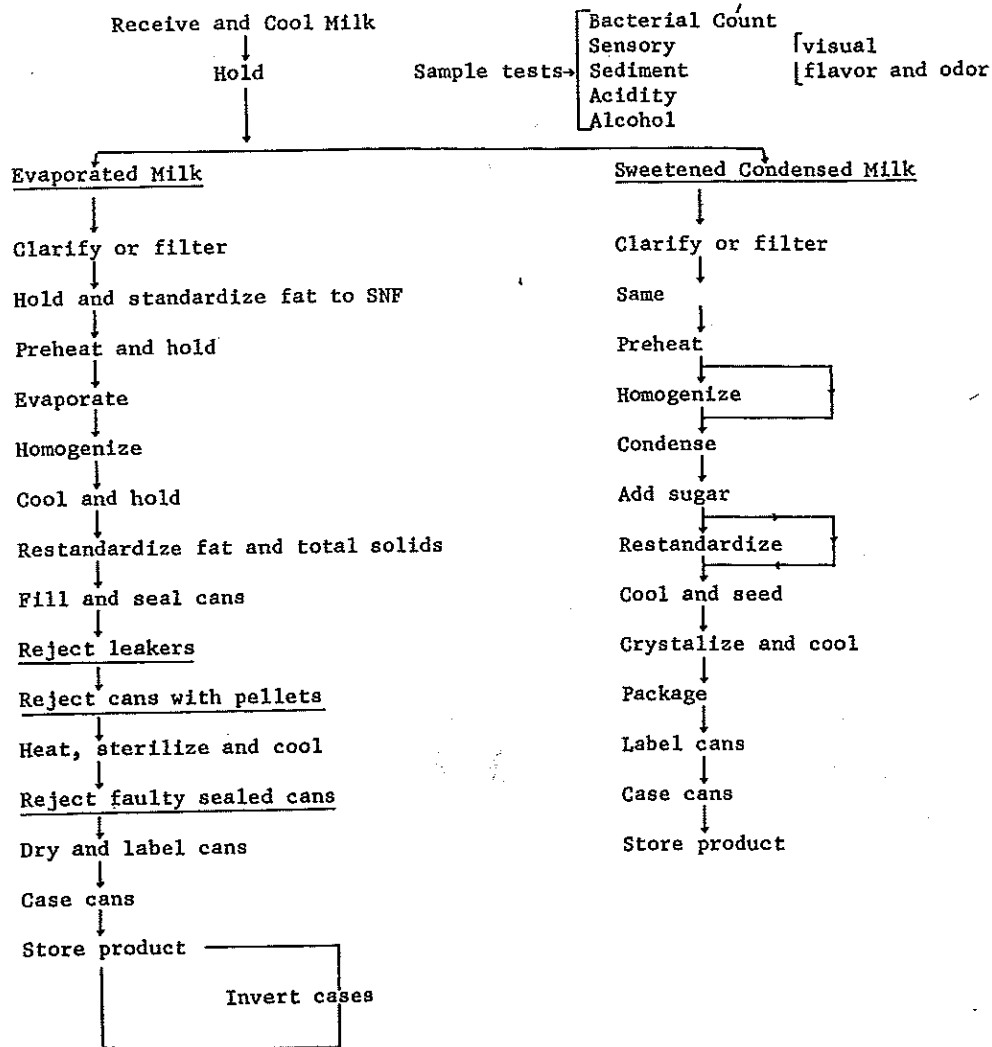 Receive and Cool Milk
Hold
Sample tests→
Bacterial Count
Sensory
Sediment
Acidity
Alcohol
visual
flavor and odor
Evaporated Milk
Clarify or filter
Hold and standardize fat to SNF
Preheat and hold
Evaporate
Homogenize
Cool and hold
Restandardize fat and total solids
Fill and seal cans
Reject leakers
Reject cans with pellets
Heat, sterilize and cool
Reject faulty sealed cans
Dry and label cans
Case cans
Store product
Invert cases
Sweetened Condensed Milk
Clarify or filter
Same
Preheat
Homogenize
Condense
Add sugar
Restandardize
Cool and seed
Crystalize and cool
Package
Label cans
Case cans
Store product